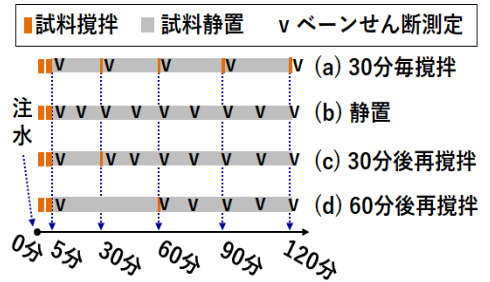 試料撹拌 試料静置 v ベーンせん断測定
v v v v v (a) 30分毎撹拌
v v v v v v v v v (b) 静置
注水
v v v v v v v v (c) 30分後再撹拌
v v v v v v (d) 60分後再撹拌
0分 5分 30分 60分 90分 120分